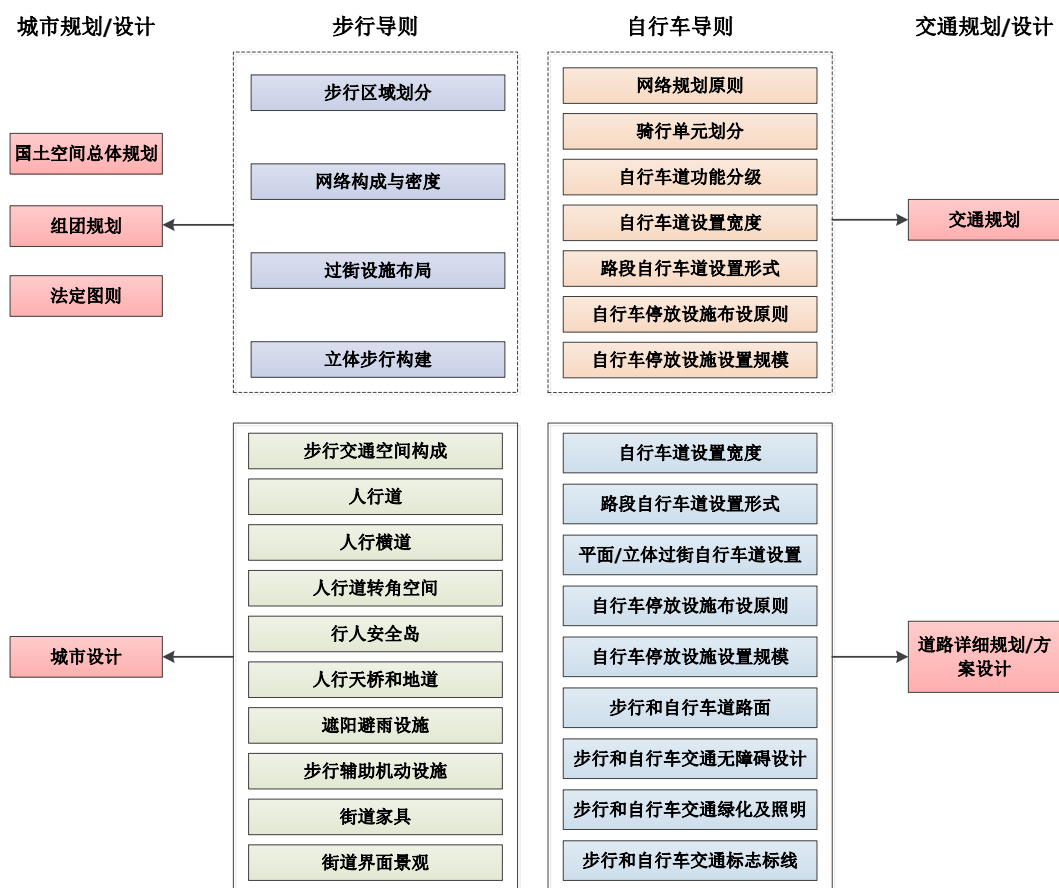 城市规划/设计
步行导则
自行车导则
交通规划/设计
国土空间总体规划
组团规划
法定图则
步行区域划分
网络构成与密度
过街设施布局
立体步行构建
网络规划原则
骑行单元划分
自行车道功能分级
自行车道设置宽度
路段自行车道设置形式
自行车停放设施布设原则
自行车停放设施设置规模
交通规划
城市设计
步行交通空间构成
人行道
人行横道
人行道转角空间
行人安全岛
人行天桥和地道
遮阳避雨设施
步行辅助机动设施
街道家具
街道界面景观
自行车道设置宽度
路段自行车道设置形式
平面/立体过街自行车道设置
自行车停放设施布设原则
自行车停放设施设置规模
步行和自行车道路面
步行和自行车交通无障碍设计
步行和自行车交通绿化及照明
步行和自行车交通标志标线
道路详细规划/方
案设计